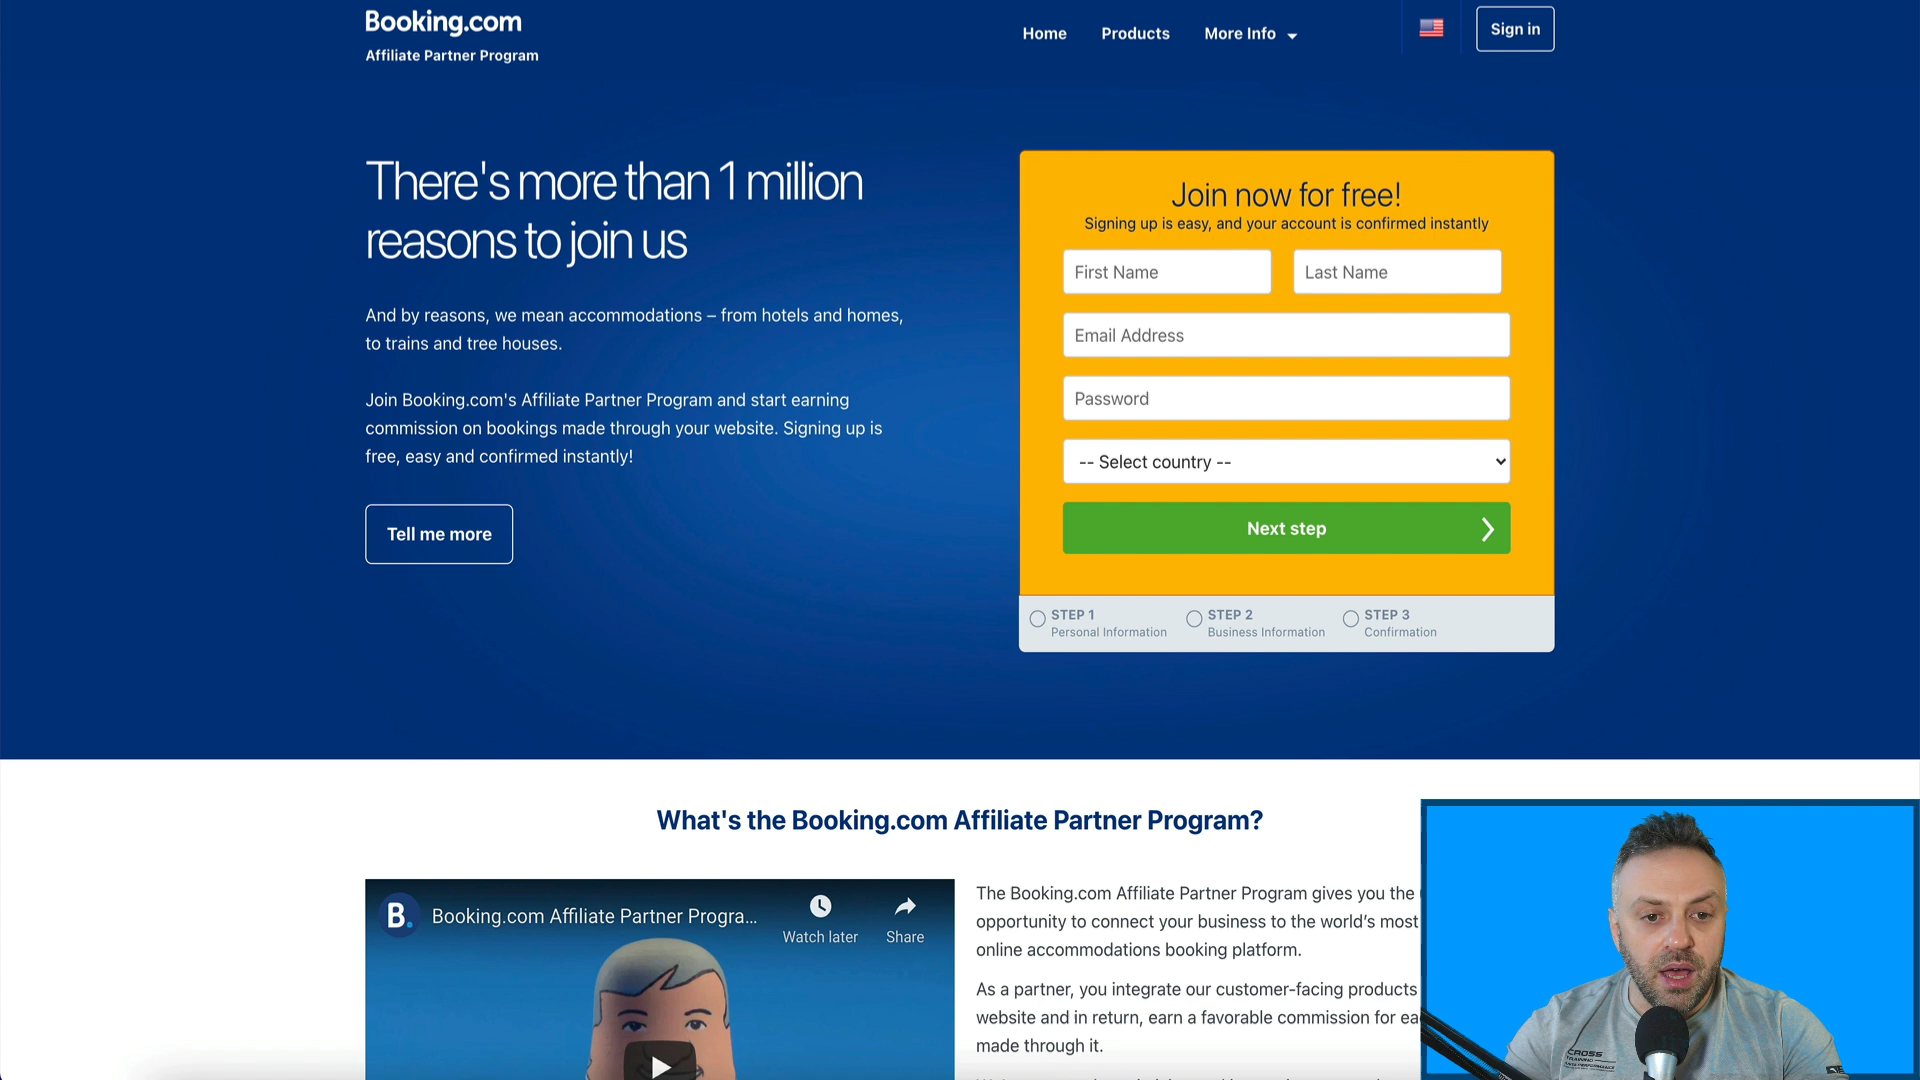 Booking.com
Affiliate Partner Program
Home
Products
More Info
Sign in
There's more than 1 million
reasons to join us
And by reasons, we mean accommodations – from hotels and homes,
to trains and tree houses.
Join Booking.com's Affiliate Partner Program and start earning
commission on bookings made through your website. Signing up is
free, easy and confirmed instantly!
Tell me more
Join now for free!
Signing up is easy, and your account is confirmed instantly
First Name
Last Name
Email Address
Password
-- Select country --
Next step
STEP 1
Personal Information
STEP 2
Business Information
STEP 3
Confirmation
What's the Booking.com Affiliate Partner Program?
B.
Booking.com Affiliate Partner Progra...
Watch later
Share
The Booking.com Affiliate Partner Program gives you the
opportunity to connect your business to the world’s most
online accommodations booking platform.
As a partner, you integrate our customer-facing products
website and in return, earn a favorable commission for
made through it.
CROSS
TRAINING